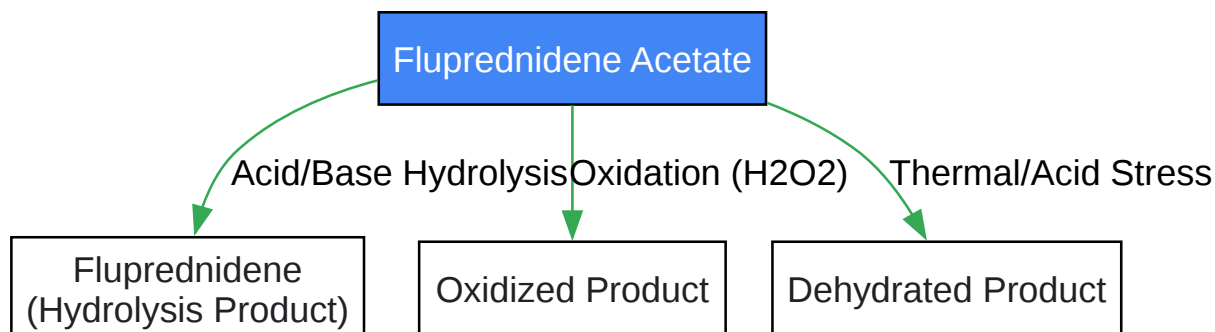 Fluprednidene Acetate
Acid/Base Hydrolysis
Oxidation (H2O2)
Thermal/Acid Stress
Fluprednidene
(Hydrolysis Product)
Oxidized Product
Dehydrated Product